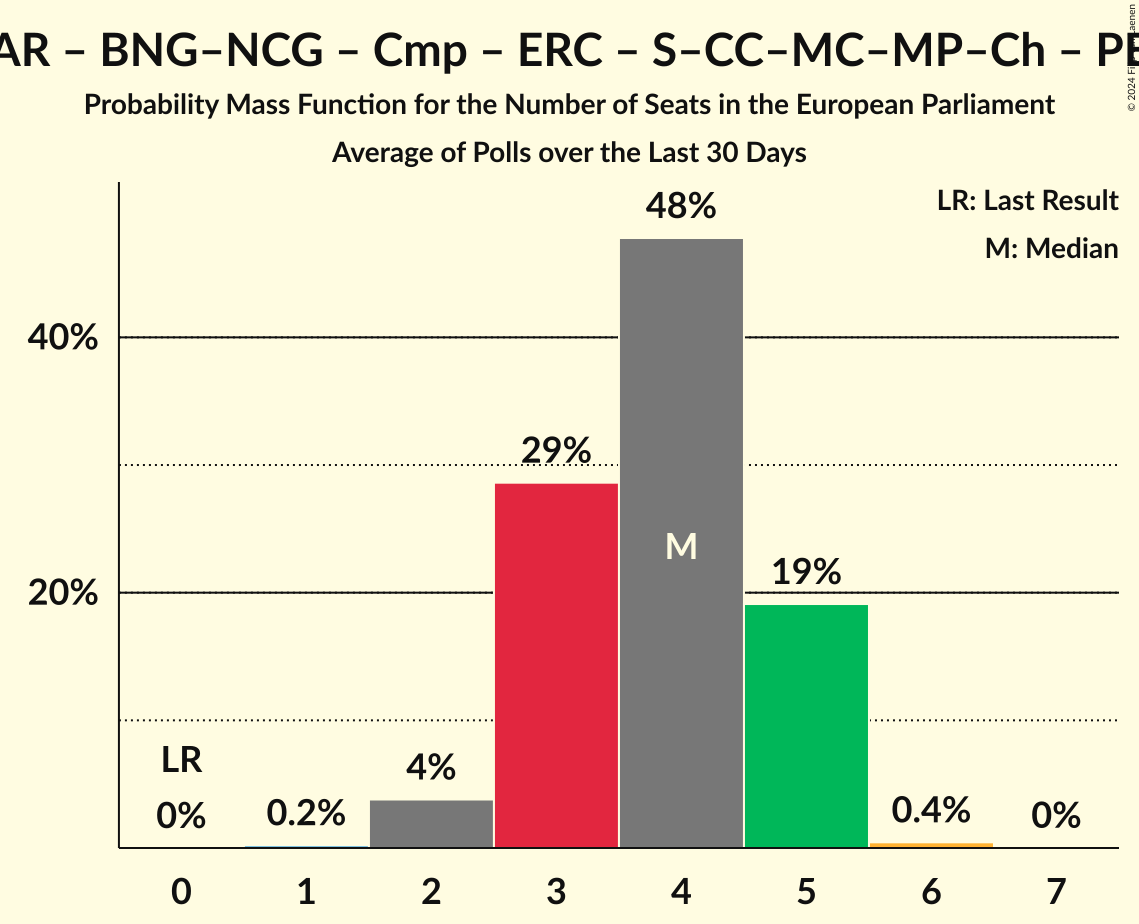 AR – BNG–NCG – Cmp – ERC – S–CC–MC–MP–Ch –
Probability Mass Function for the Number of Seats in the European Parliament
Average of Polls over the Last 30 Days
LR: Last Result
M: Median
48%
40%
29%
M
19%
20%
LR
4%
0%
0.2%
0.4%
0%
0 1 2 3 4 5 6 7
© 2024